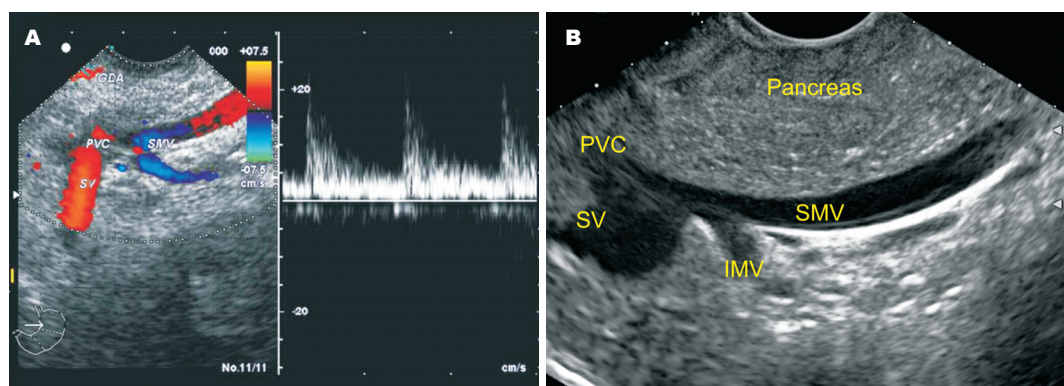 A
000
+07.5
GDA
PVC
SMV
SV
-07.5
cm/s
+20
-20
No.11/11
cm/s
B
Pancreas
PVC
SV
SMV
IMV